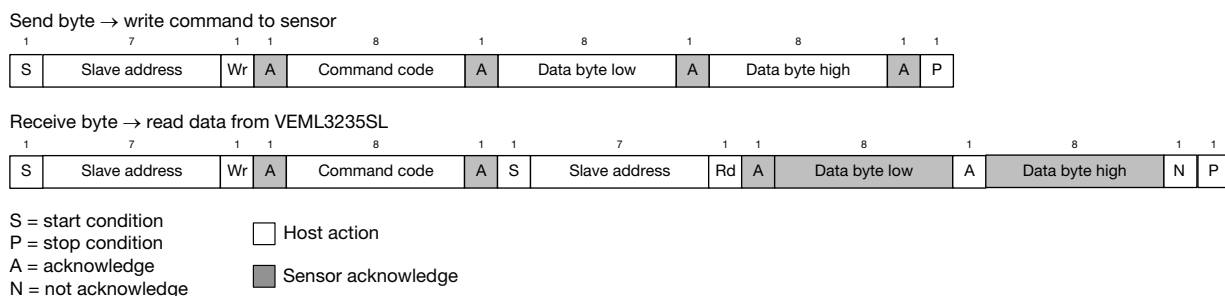 Send byte → write command to sensor
1 7 1 1 8 1 8 1 8 1 1
S Slave address Wr A Command code A Data byte low A Data byte high A P
Receive byte → read data from VEML3235SL
1 7 1 1 8 1 1 7 1 1 8 1 8 1 1
S Slave address Wr A Command code A S Slave address Rd A Data byte low A Data byte high N P
S = start condition
P = stop condition
A = acknowledge
N = not acknowledge
Host action
Sensor acknowledge